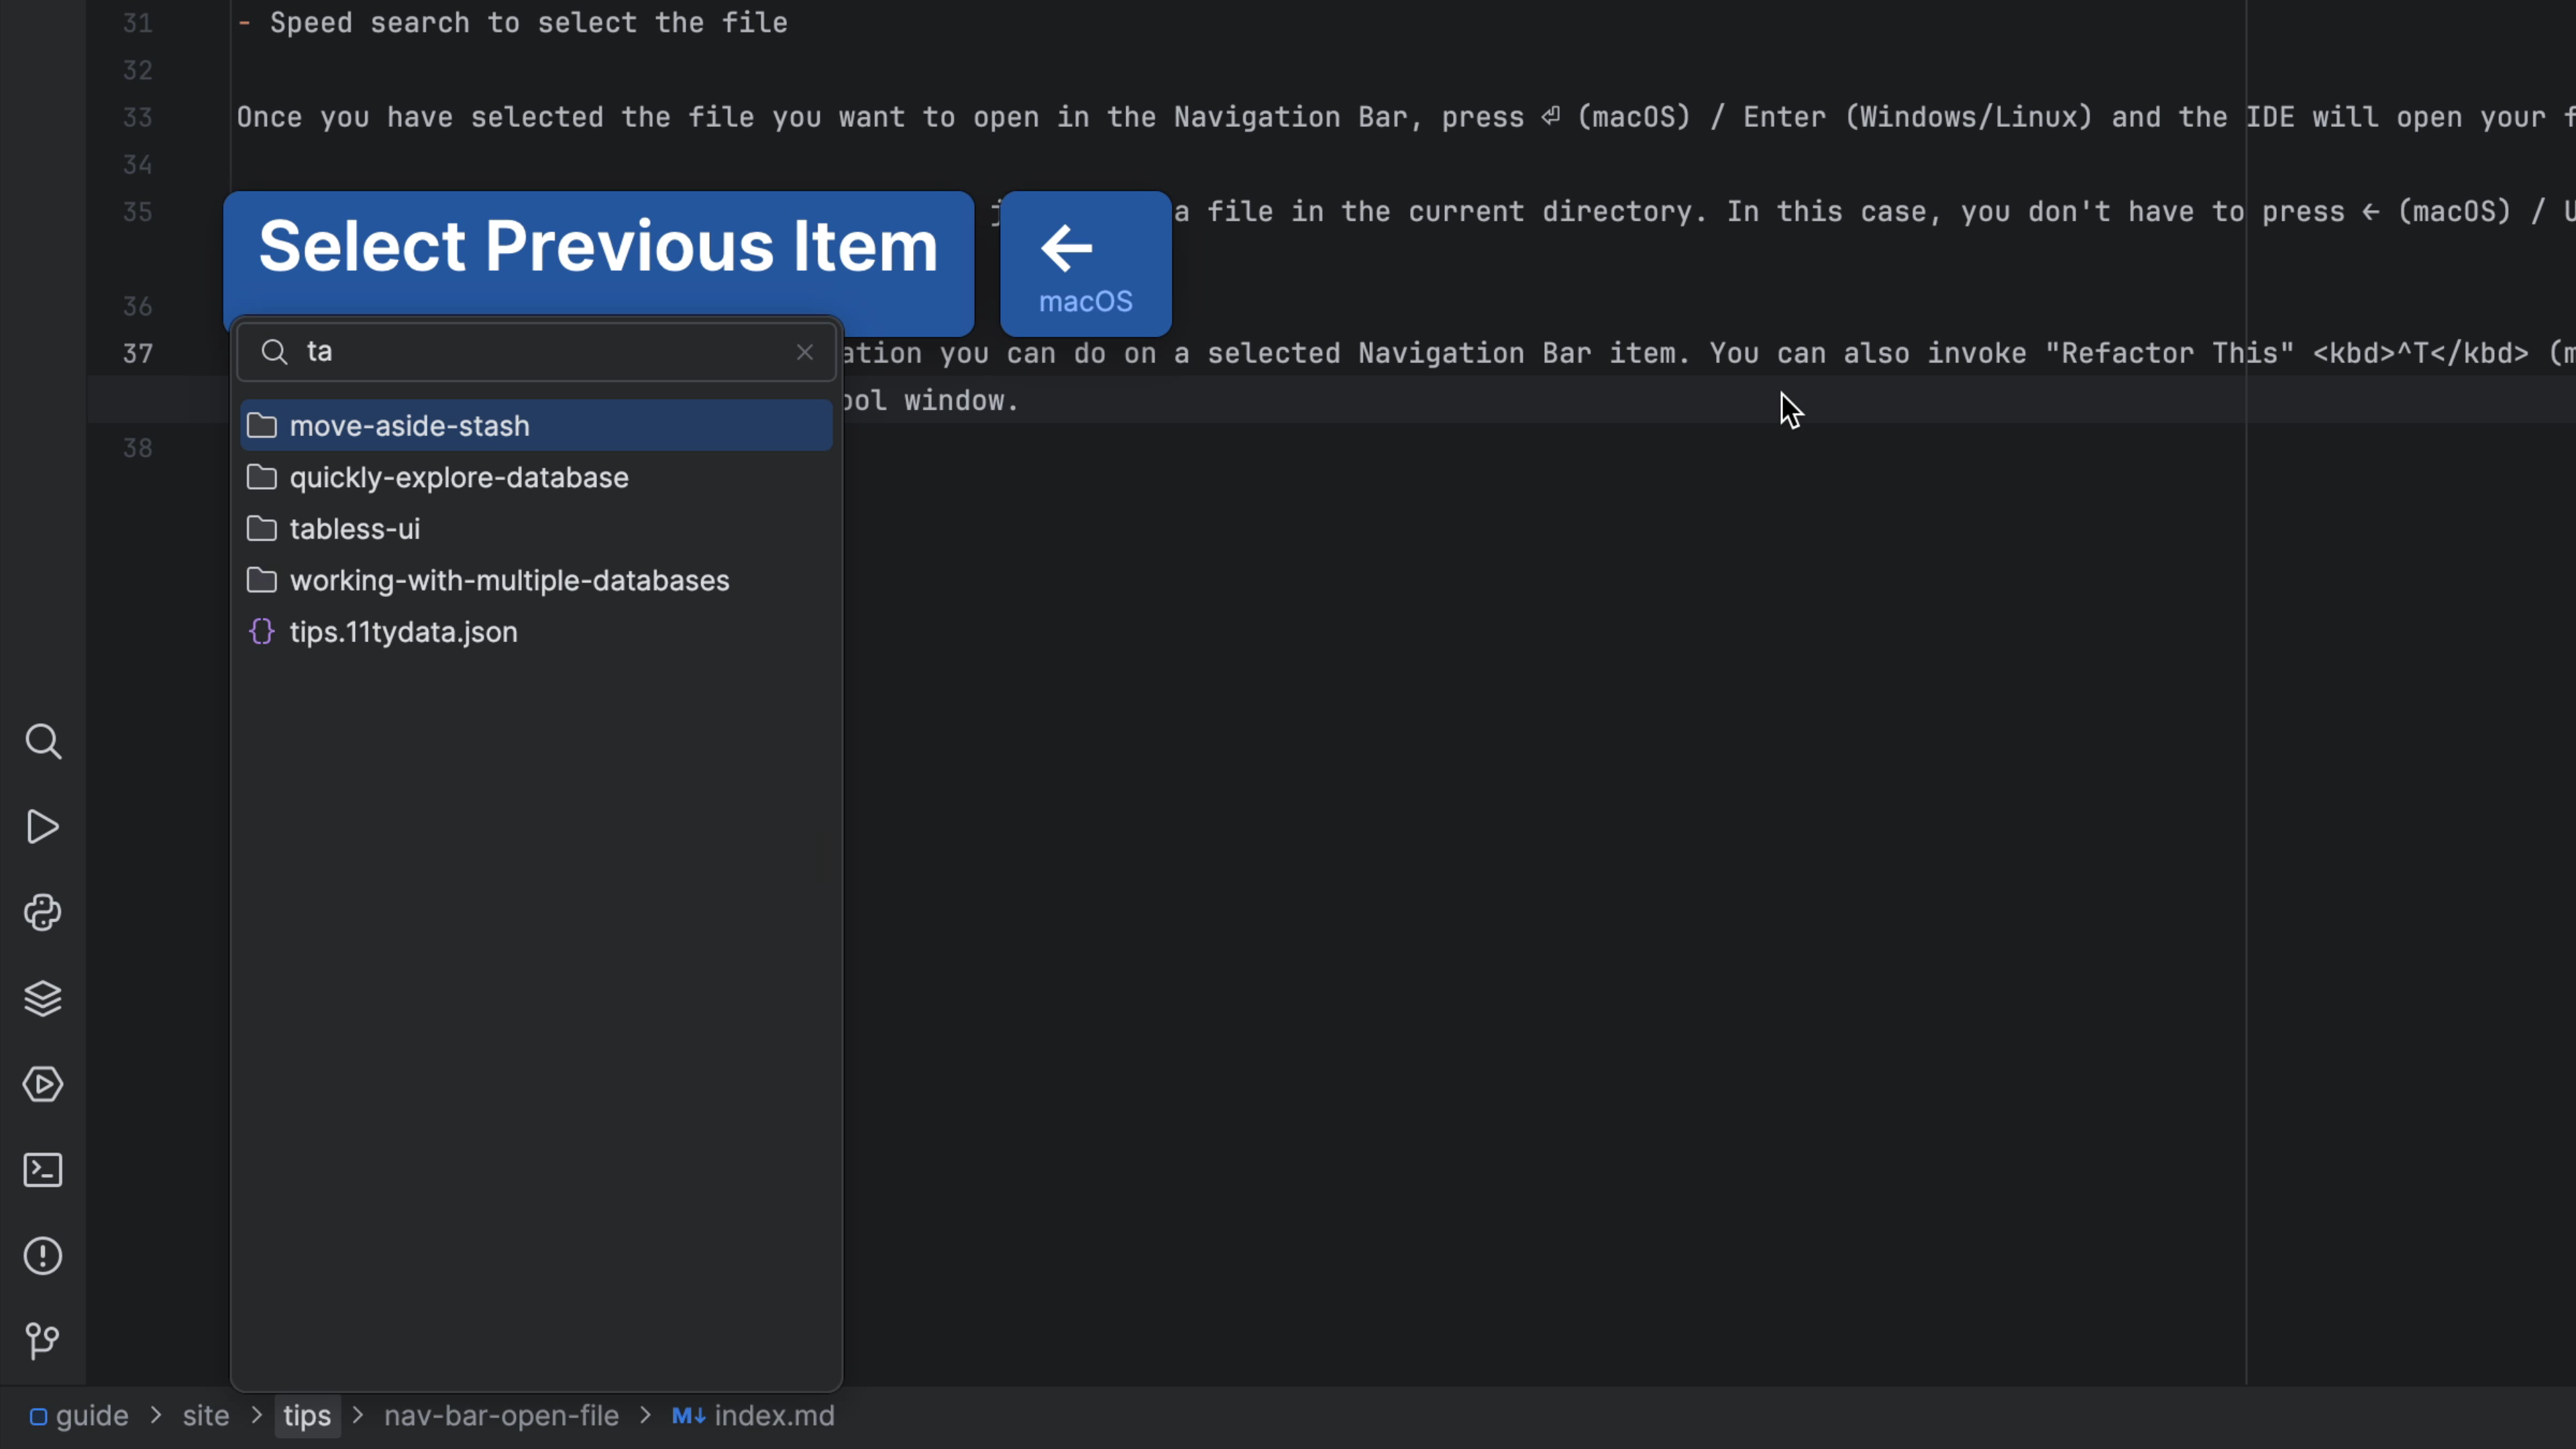 31 - Speed search to select the file
32
33 Once you have selected the file you want to open in the Navigation Bar, press ⏎ (macOS) / Enter (Windows/Linux) and the IDE will open your f
34
35 a file in the current directory. In this case, you don't have to press ← (macOS) / U
Select Previous Item
←
macOS
36
ta
37 ation you can do on a selected Navigation Bar item. You can also invoke "Refactor This" <kbd>^T</kbd> (m
ool window.
38
move-aside-stash
quickly-explore-database
tabless-ui
working-with-multiple-databases
{} tips.11tydata.json
guide > site > tips > nav-bar-open-file > M↓ index.md